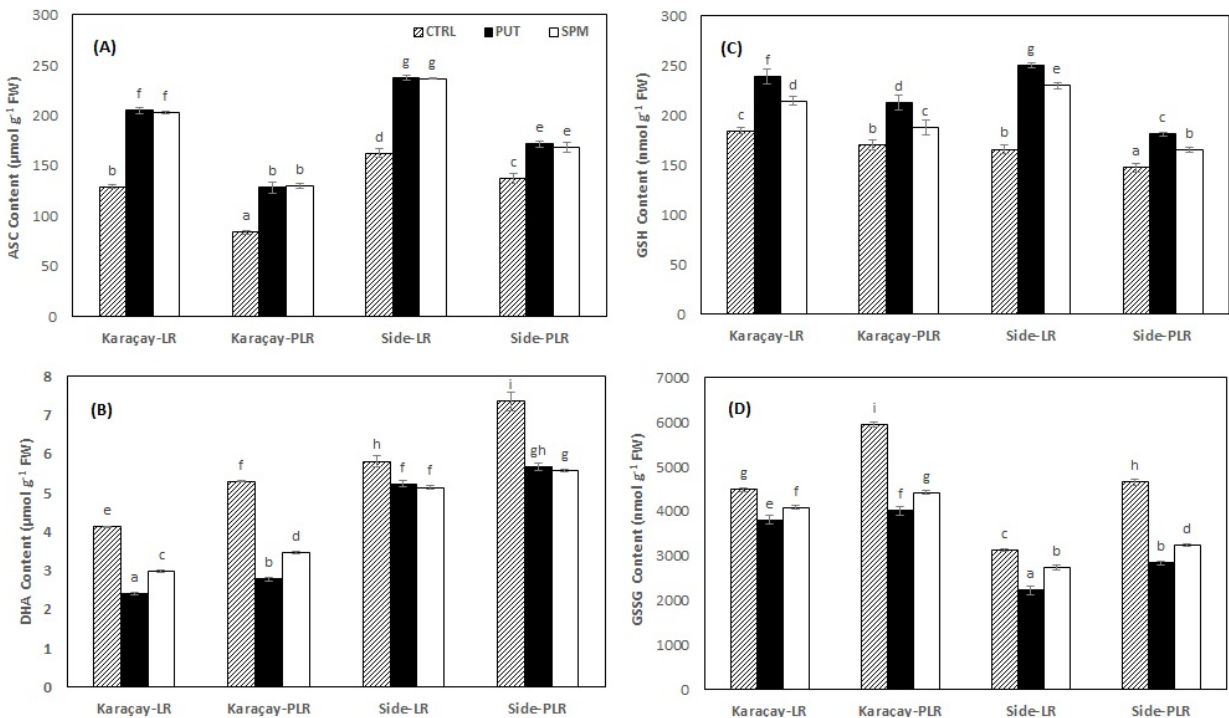 (A)
CTRL PUT SPM
ASC Content (µmol g⁻¹ FW)
300
250
200
150
100
50
0
b f f
a b b
d g g
c e e
Karaçay-LR Karaçay-PLR Side-LR Side-PLR
(C)
GSH Content (nmol g⁻¹ FW)
300
250
200
150
100
50
0
c f d
b d c
b g e
a c b
Karaçay-LR Karaçay-PLR Side-LR Side-PLR
(B)
DHA Content (µmol g⁻¹ FW)
8
7
6
5
4
3
2
1
0
e a c
f b d
h f f
i gh g
Karaçay-LR Karaçay-PLR Side-LR Side-PLR
(D)
GSSG Content (nmol g⁻¹ FW)
7000
6000
5000
4000
3000
2000
1000
0
g e f
i f g
c a b
h b d
Karaçay-LR Karaçay-PLR Side-LR Side-PLR